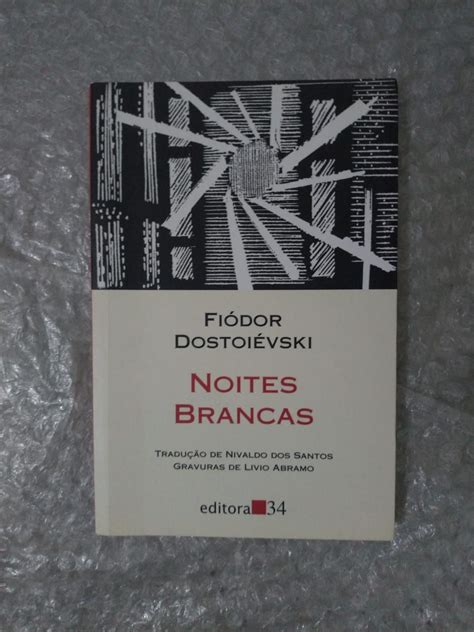 Fiódor
Dostoiévski
Noites
Brancas
Tradução de Nivaldo dos Santos
Gravuras de Livio Abramo
editora 34